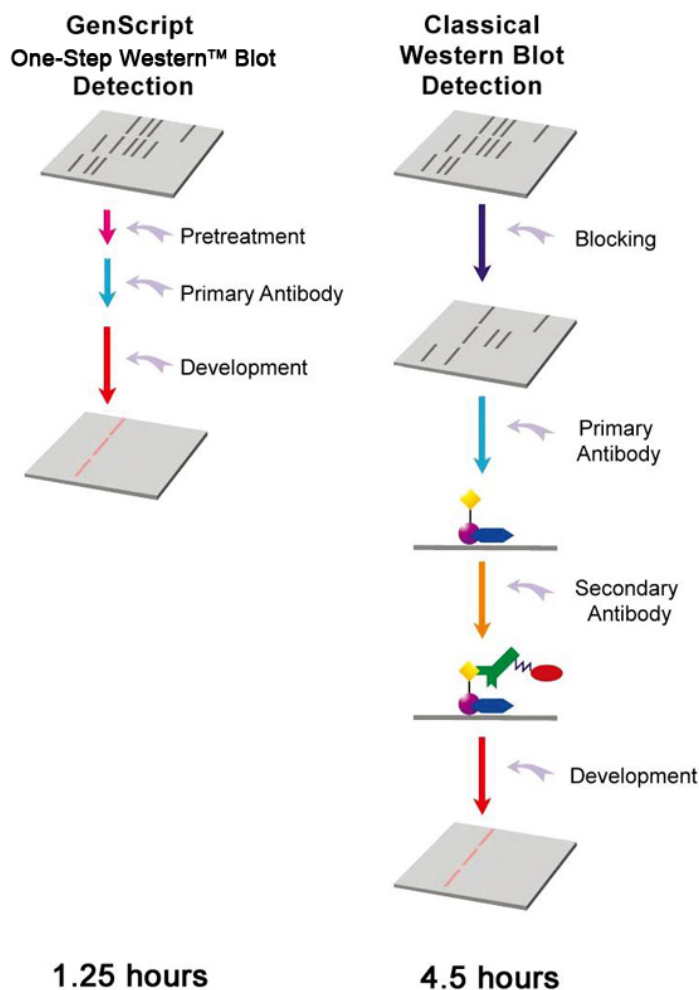 GenScript
One-Step Western™ Blot
Detection
Pretreatment
Primary Antibody
Development
1.25 hours
Classical
Western Blot
Detection
Blocking
Primary
Antibody
Secondary
Antibody
Development
4.5 hours